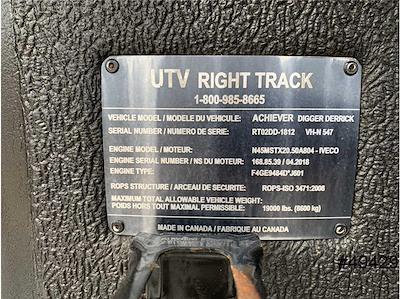 UTV RIGHT TRACK
1-800-985-8665
VEHICLE MODEL / MODELE DU VEHICULE: ACHIEVER DIGGER DERRICK
SERIAL NUMBER / NUMERO DE SERIE: RT02DD-1812 VH-N 547
ENGINE MODEL / MOTEUR MODEL: N45MSTX20.50A804 - IVECO
ENGINE SERIAL NUMBER / NS DU MOTEUR: 168.85.39 / 04.2018
ENGINE TYPE: F4GE9484D*J601
ROPS STRUCTURE / ARCEAU DE SECURITE: ROPS-ISO 3471:2008
MAXIMUM TOTAL ALLOWABLE VEHICLE WEIGHT:
POIDS HORS TOUT MAXIMAL PERMISSIBLE: 19000 lbs. (8600 kg)
MADE IN CANADA / FABRIQUE AU CANADA